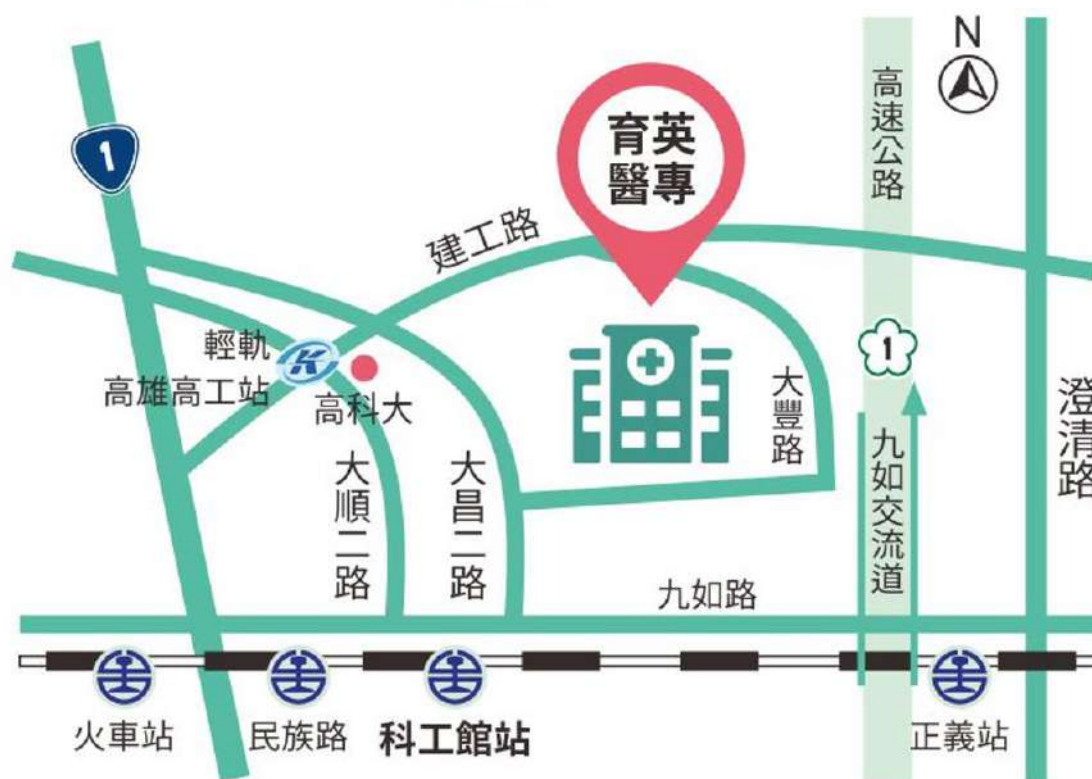 N
1
育英
醫專
高速公路
建工路
輕軌
高雄高工站
K
高科大
1
大豐路
澄清路
大順二路
大昌二路
九如交流道
九如路
火車站
民族路
科工館站
正義站